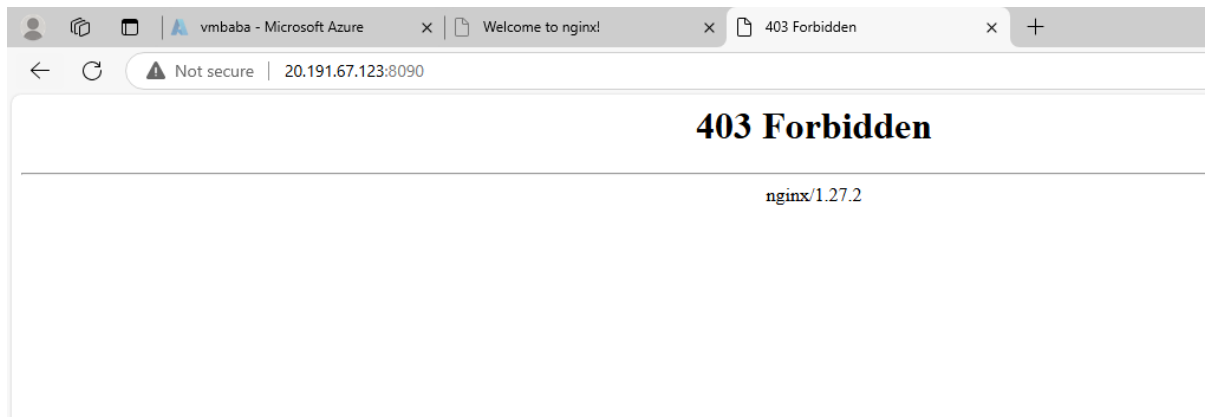 vmbaba - Microsoft Azure
Welcome to nginx!
403 Forbidden
Not secure
20.191.67.123:8090
403 Forbidden
nginx/1.27.2